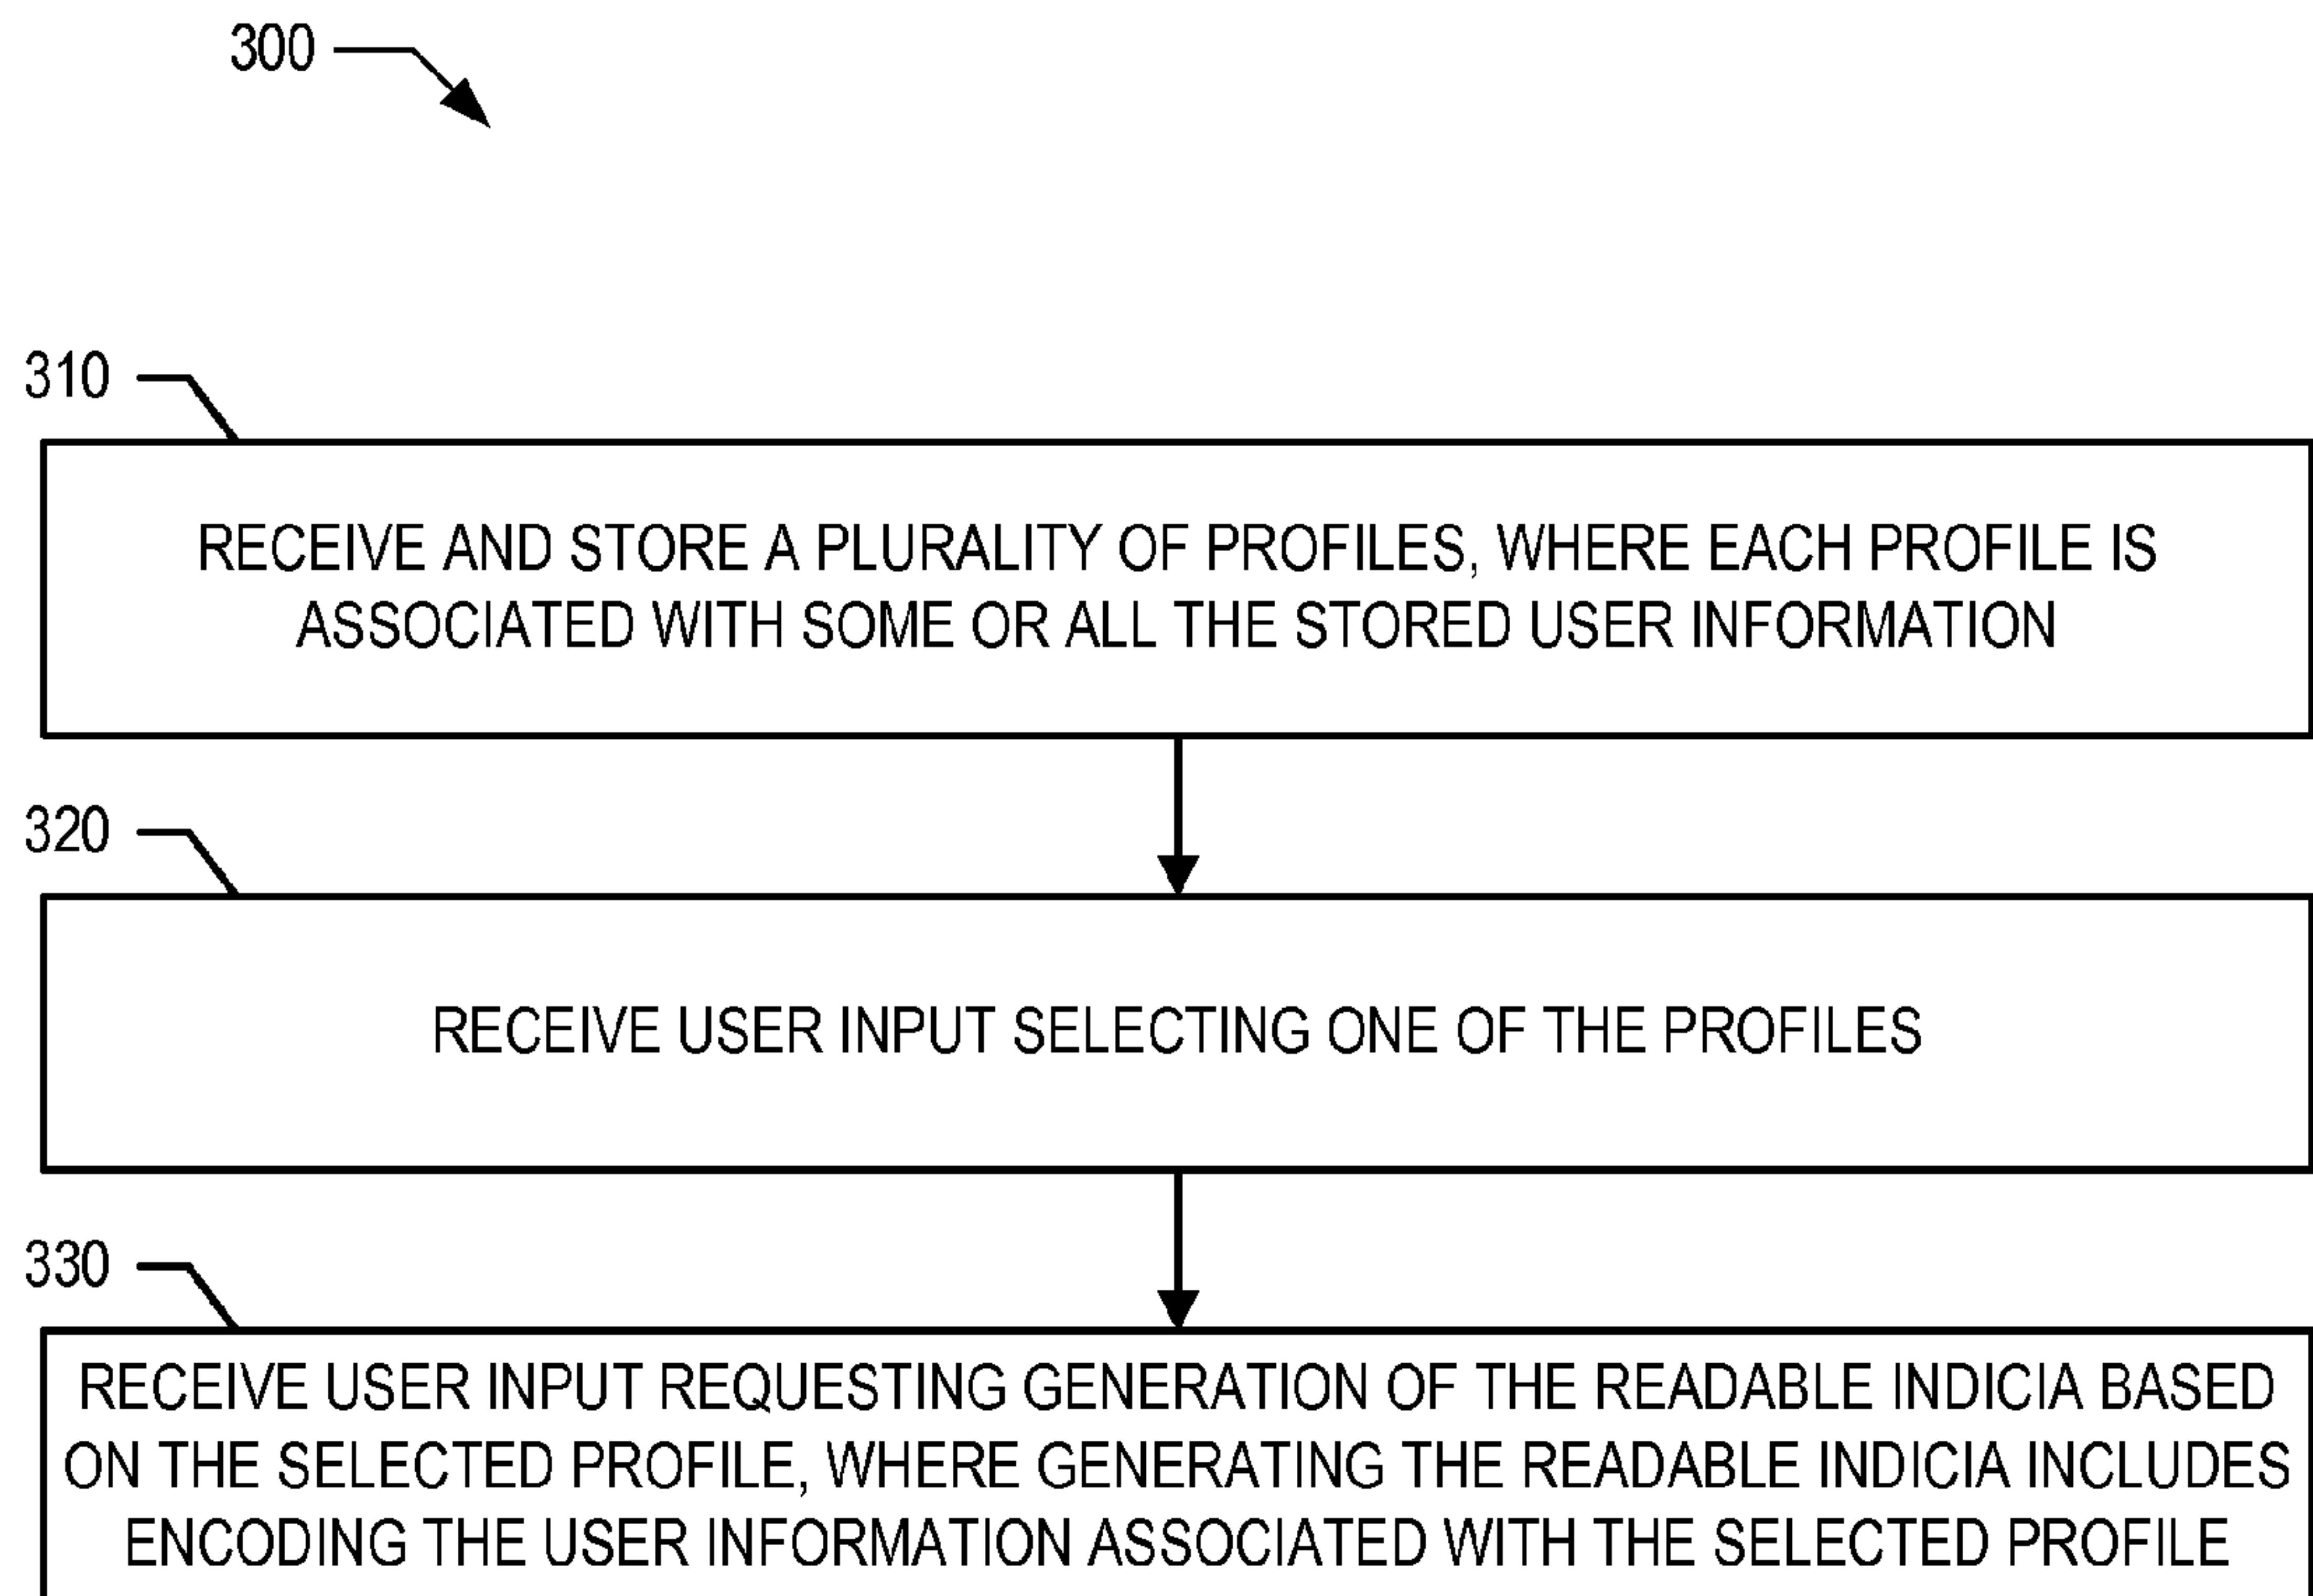 300
310
RECEIVE AND STORE A PLURALITY OF PROFILES, WHERE EACH PROFILE IS
ASSOCIATED WITH SOME OR ALL THE STORED USER INFORMATION
320
RECEIVE USER INPUT SELECTING ONE OF THE PROFILES
330
RECEIVE USER INPUT REQUESTING GENERATION OF THE READABLE INDICIA BASED
ON THE SELECTED PROFILE, WHERE GENERATING THE READABLE INDICIA INCLUDES
ENCODING THE USER INFORMATION ASSOCIATED WITH THE SELECTED PROFILE